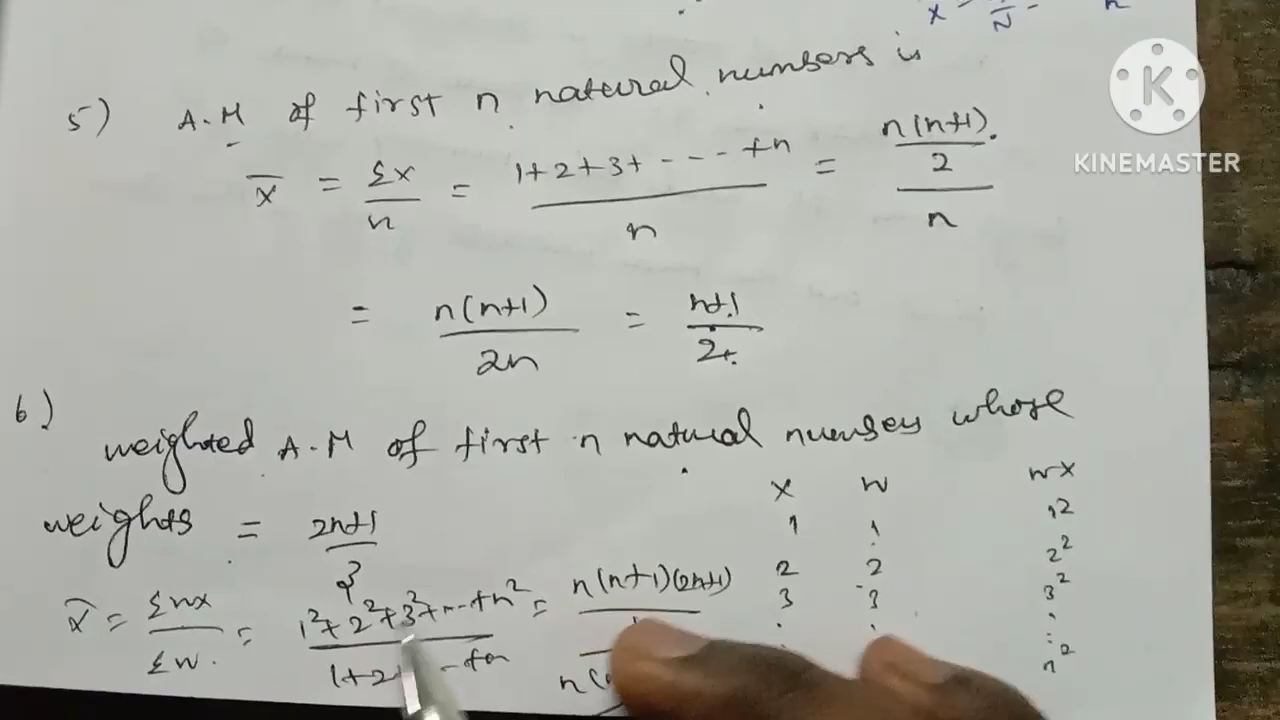 x̄ = /N = n
K
KINEMASTER
5) A.M of first n natural numbers is
x̄ = Σx/n = 1+2+3+----+n / n = n(n+1)/2 / n
= n(n+1)/2n = n+1/2
6)
weighted A.M of first n natural numbers whose
weights = 2n+1/3
x̄ = Σwx/Σw. = 1²+2²+3²+---+n² / 1+2+--+n = n(n+1)(2n+1) / n(
x w wx
1 1 1²
2 2 2²
3 3 3²
n²